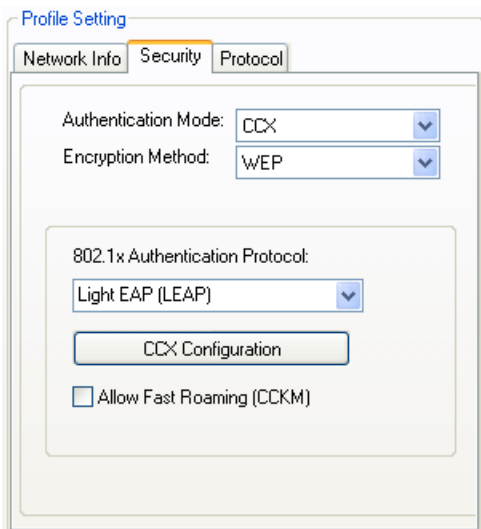 Profile Setting
Network Info Security Protocol
Authentication Mode: CCX
Encryption Method: WEP
802.1x Authentication Protocol:
Light EAP (LEAP)
CCX Configuration
Allow Fast Roaming (CCKM)